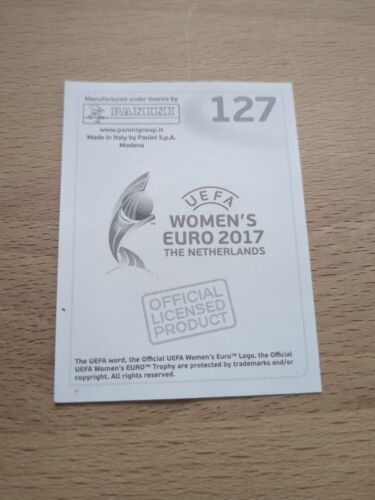 Manufactured under licence by
PANINI
www.paninigroup.it
Made in Italy by Panini S.p.A.
Modena
127
UEFA
WOMEN'S
EURO 2017
THE NETHERLANDS
OFFICIAL
LICENSED
PRODUCT
The UEFA word, the Official UEFA Women's Euro™ Logo, the Official
UEFA Women's EURO™ Trophy are protected by trademarks and/or
copyright. All rights reserved.